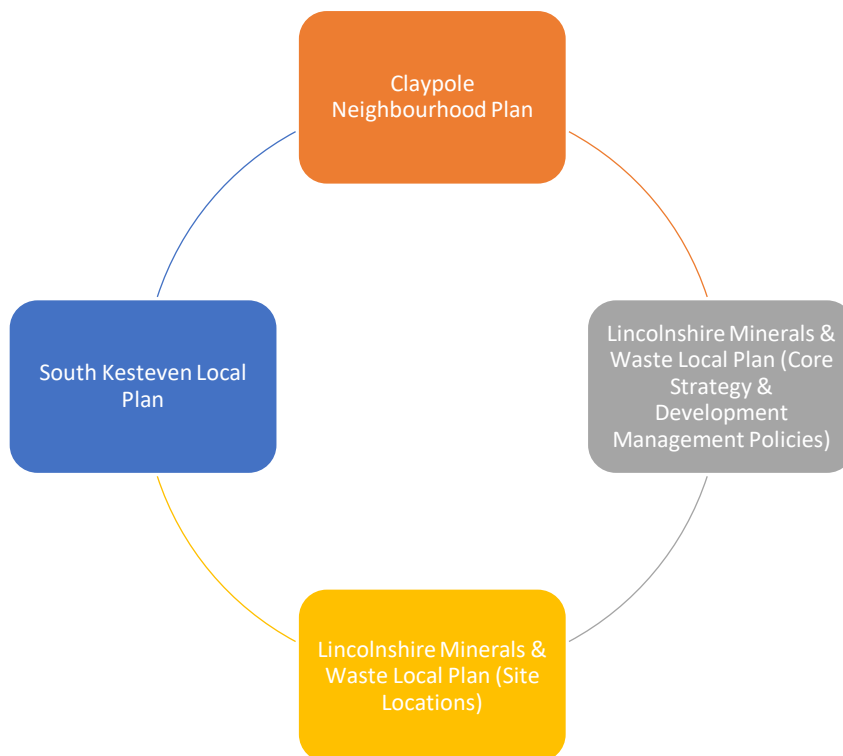 Claypole
Neighbourhood Plan
South Kesteven Local
Plan
Lincolnshire Minerals &
Waste Local Plan (Core
Strategy &
Development
Management Policies)
Lincolnshire Minerals &
Waste Local Plan (Site
Locations)